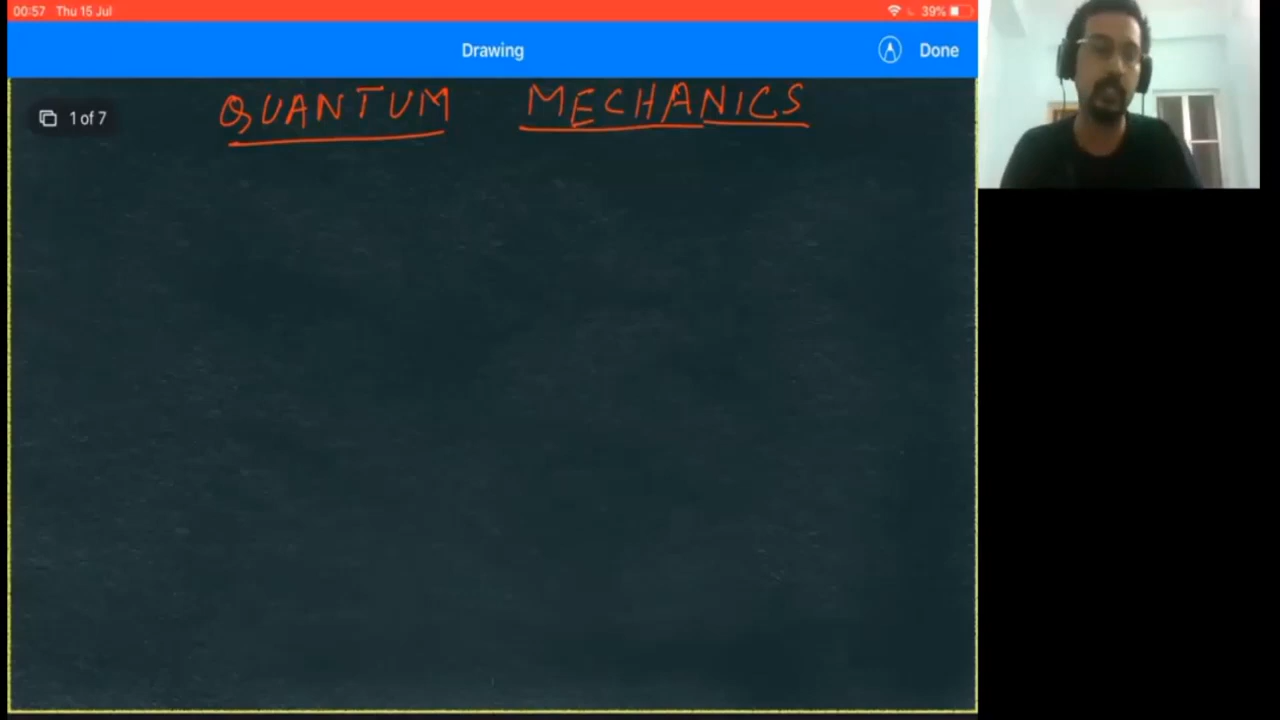 00:57 Thu 15 Jul 39%
Drawing Done
1 of 7
QUANTUM MECHANICS